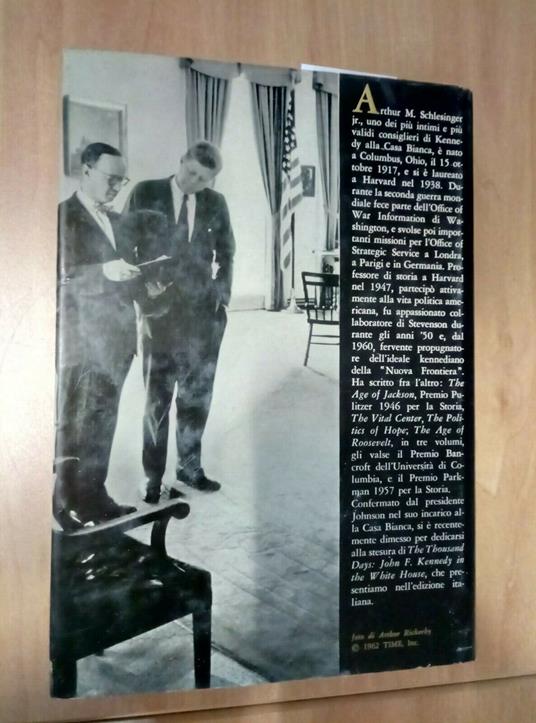 Arthur M. Schlesinger
jr., uno dei più intimi e più
validi consiglieri di Kenne-
dy alla Casa Bianca, è nato
a Columbus, Ohio, il 15 ot-
tobre 1917, e si è laureato
a Harvard nel 1938. Du-
rante la seconda guerra mon-
diale fece parte dell'Office of
War Information di Wa-
shington, e svolse poi impor-
tanti missioni per l'Office of
Strategic Service a Londra,
a Parigi e in Germania. Pro-
fessore di storia a Harvard
nel 1947, partecipò attiva-
mente alla vita politica ame-
ricana, fu appassionato col-
laboratore di Stevenson du-
rante gli anni '50 e, dal
1960, fervente propugnato-
re dell'ideale kennediano
della "Nuova Frontiera".
Ha scritto fra l'altro: The
Age of Jackson, Premio Pu-
litzer 1946 per la Storia,
The Vital Center, The Poli-
tics of Hope; The Age of
Roosevelt, in tre volumi,
gli valse il Premio Ban-
croft dell'Università di Co-
lumbia, e il Premio Park-
man 1957 per la Storia.
Confermato dal presidente
Johnson nel suo incarico al-
la Casa Bianca, si è recente-
mente dimesso per dedicarsi
alla stesura di The Thousand
Days: John F. Kennedy in
the White House, che pre-
sentiamo nell'edizione ita-
liana.
foto di Arthur Rickerby
© 1962 TIME, Inc.